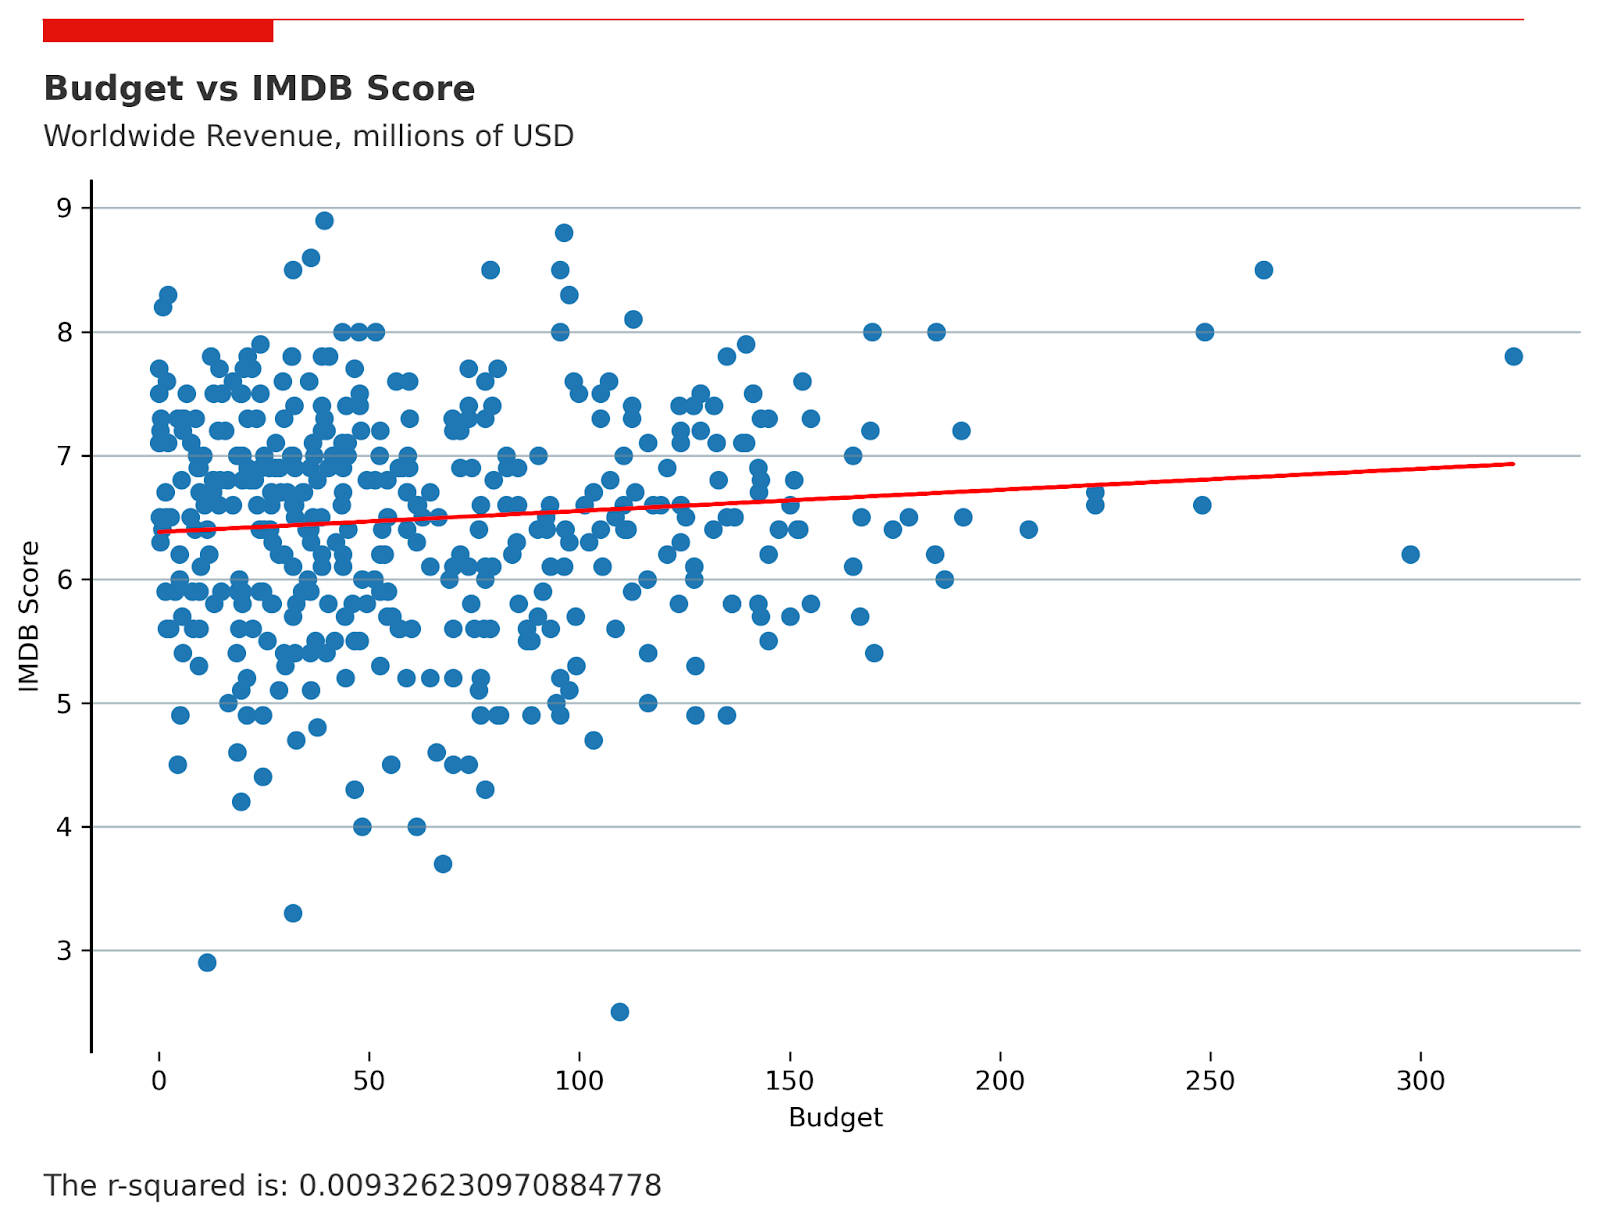 Budget vs IMDB Score
Worldwide Revenue, millions of USD
9
8
7
6
5
4
3
IMDB Score
0 50 100 150 200 250 300
Budget
The r-squared is: 0.009326230970884778